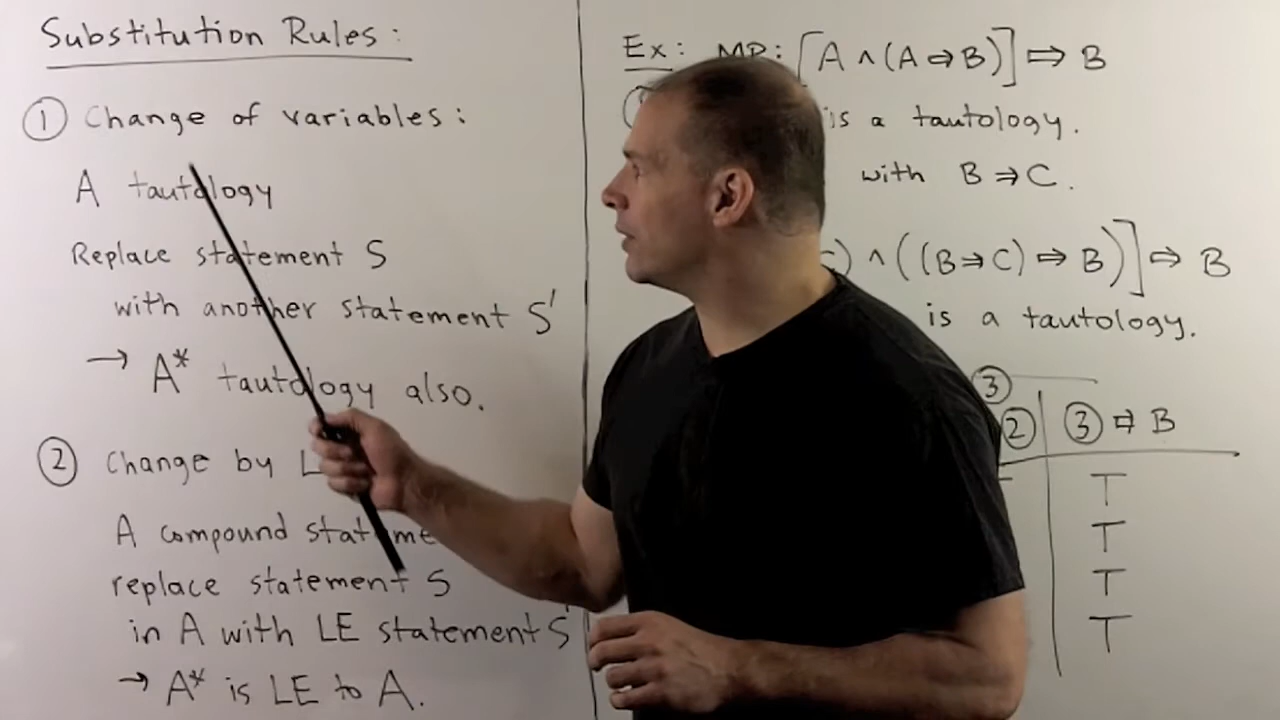 Substitution Rules:
① Change of variables:
A tautology
Replace statement S
with another statement S'
→ A* tautology also.
② Change by L
A compound
replace statement S
in A with LE statement S'
→ A* is LE to A.
Ex: MP: [A ∧ (A ⇒ B)] ⇒ B
is a tautology.
with B ⇒ C.
) ∧ ((B ⇒ C) ⇒ B)] ⇒ B
is a tautology.
③
② ③ ⇒ B
T
T
T
T